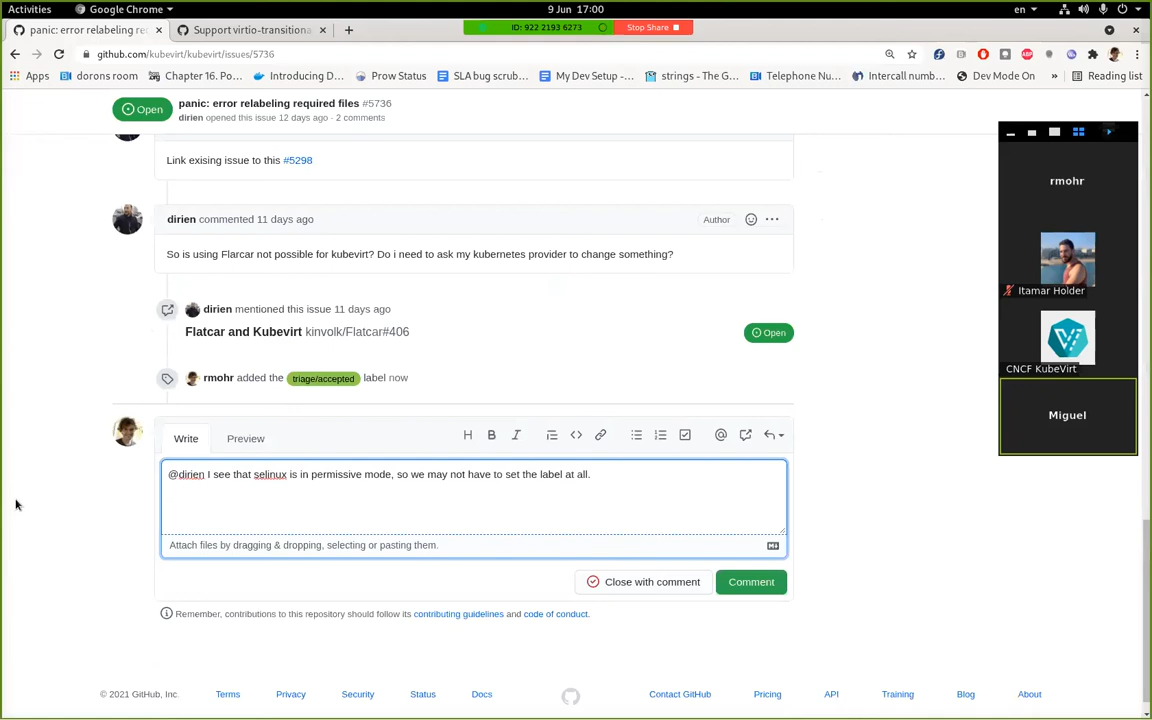 Activities
Google Chrome
9 Jun 17:00
en
panic: error relabeling re
Support virtio-transitiona
ID: 922 2193 6273
Stop Share
github.com/kubevirt/kubevirt/issues/5736
Apps
dorons room
Chapter 16. Po...
Introducing D...
Prow Status
SLA bug scrub...
My Dev Setup -...
strings - The G...
Telephone Nu...
Intercall numb...
Dev Mode On
»
Reading list
Open
panic: error relabeling required files #5736
dirien opened this issue 12 days ago · 2 comments
Link exising issue to this #5298
dirien commented 11 days ago
Author
So is using Flarcar not possible for kubevirt? Do i need to ask my kubernetes provider to change something?
dirien mentioned this issue 11 days ago
Flatcar and Kubevirt kinvolk/Flatcar#406
Open
rmohr added the triage/accepted label now
Write
Preview
@dirien I see that selinux is in permissive mode, so we may not have to set the label at all.
Attach files by dragging & dropping, selecting or pasting them.
Close with comment
Comment
Remember, contributions to this repository should follow its contributing guidelines and code of conduct.
© 2021 GitHub, Inc.
Terms
Privacy
Security
Status
Docs
Contact GitHub
Pricing
API
Training
Blog
About
rmohr
Itamar Holder
CNCF KubeVirt
Miguel